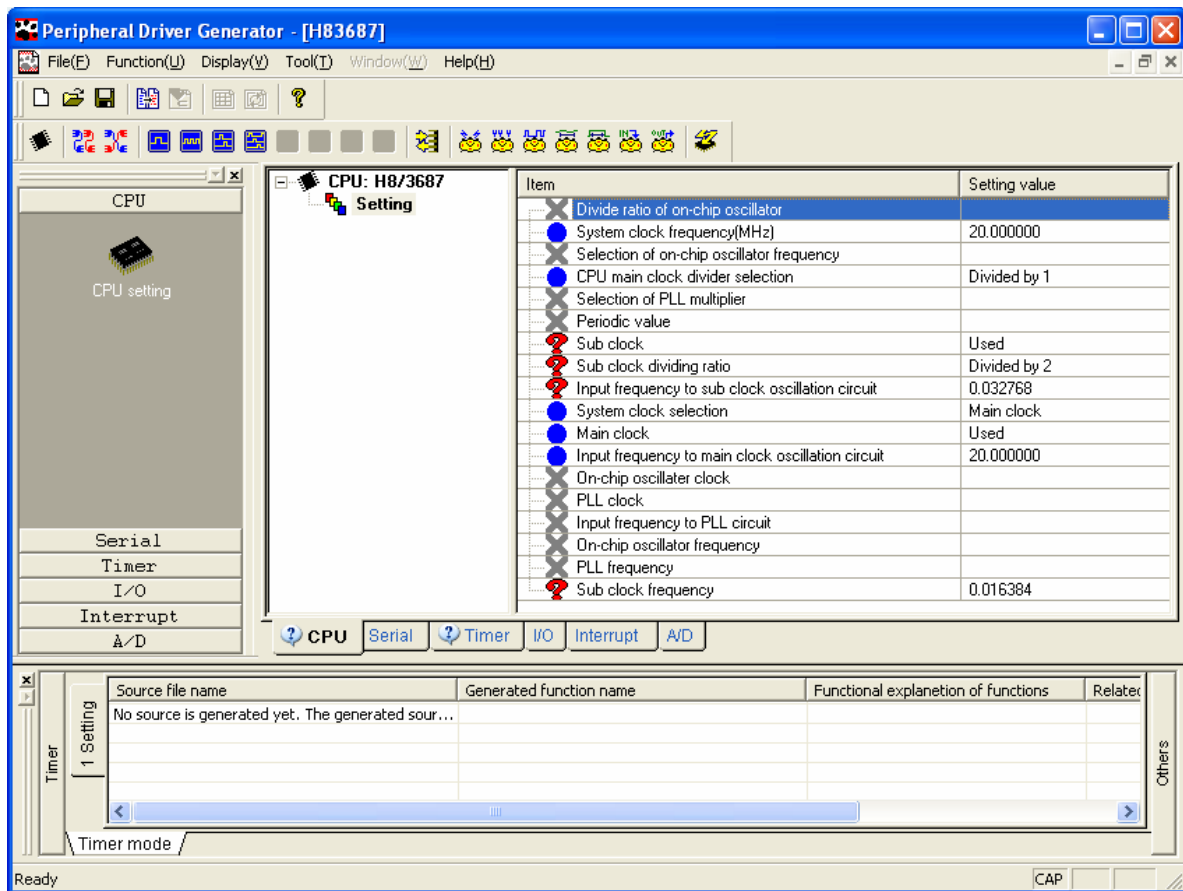 Peripheral Driver Generator - [H83687]
File(F) Function(U) Display(V) Tool(T) Window(W) Help(H)
CPU
CPU setting
Serial
Timer
I/O
Interrupt
A/D
CPU: H8/3687
Setting
Item Setting value
Divide ratio of on-chip oscillator
System clock frequency(MHz) 20.000000
Selection of on-chip oscillator frequency
CPU main clock divider selection Divided by 1
Selection of PLL multiplier
Periodic value
Sub clock Used
Sub clock dividing ratio Divided by 2
Input frequency to sub clock oscillation circuit 0.032768
System clock selection Main clock
Main clock Used
Input frequency to main clock oscillation circuit 20.000000
On-chip oscillater clock
PLL clock
Input frequency to PLL circuit
On-chip oscillator frequency
PLL frequency
Sub clock frequency 0.016384
CPU Serial Timer I/O Interrupt A/D
Timer
1 Setting
Source file name Generated function name Functional explanetion of functions Related
No source is generated yet. The generated sour...
Others
Timer mode
Ready CAP